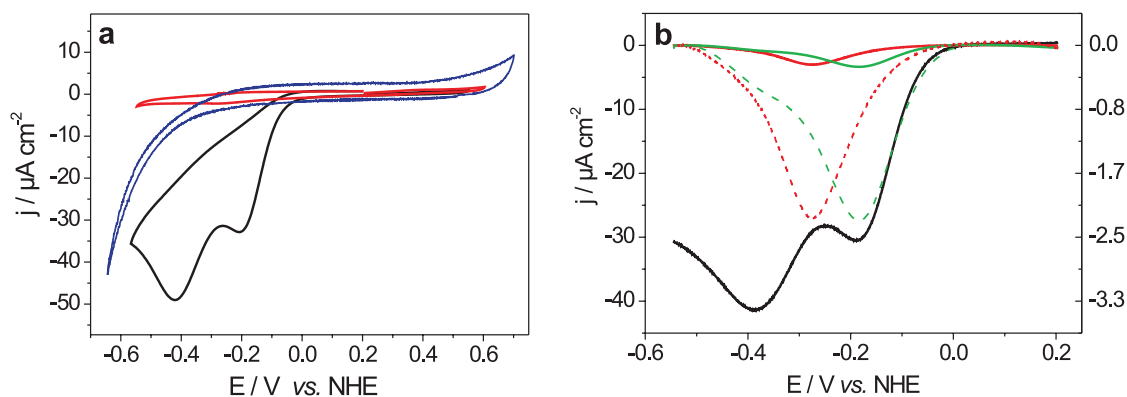 a
j / µA cm⁻²
10
0
-10
-20
-30
-40
-50
-0.6 -0.4 -0.2 0.0 0.2 0.4 0.6
E / V vs. NHE
b
j / µA cm⁻²
0
-10
-20
-30
-40
0.0
-0.8
-1.7
-2.5
-3.3
-0.6 -0.4 -0.2 0.0 0.2
E / V vs. NHE